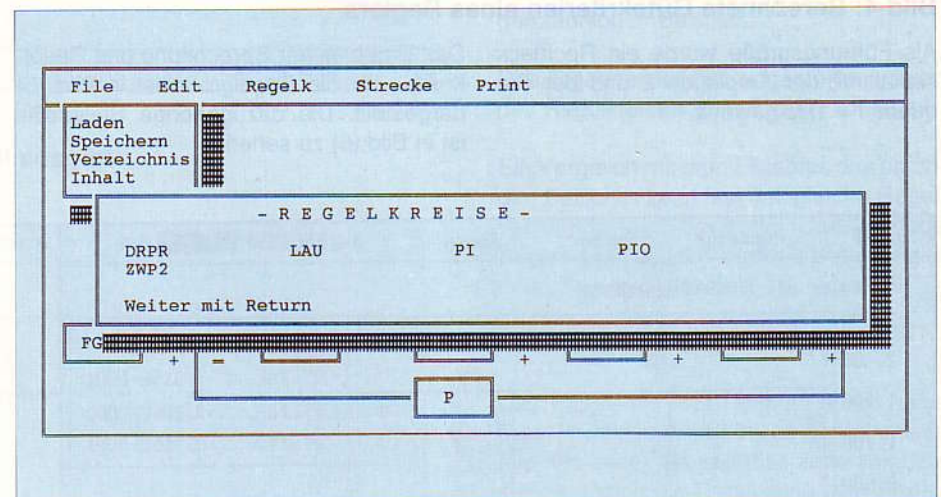 File Edit Regelk Strecke Print
Laden
Speichern
Verzeichnis
Inhalt
- R E G E L K R E I S E -
DRPR LAU PI PIO
ZWP2
Weiter mit Return
FG
+ - + + +
P